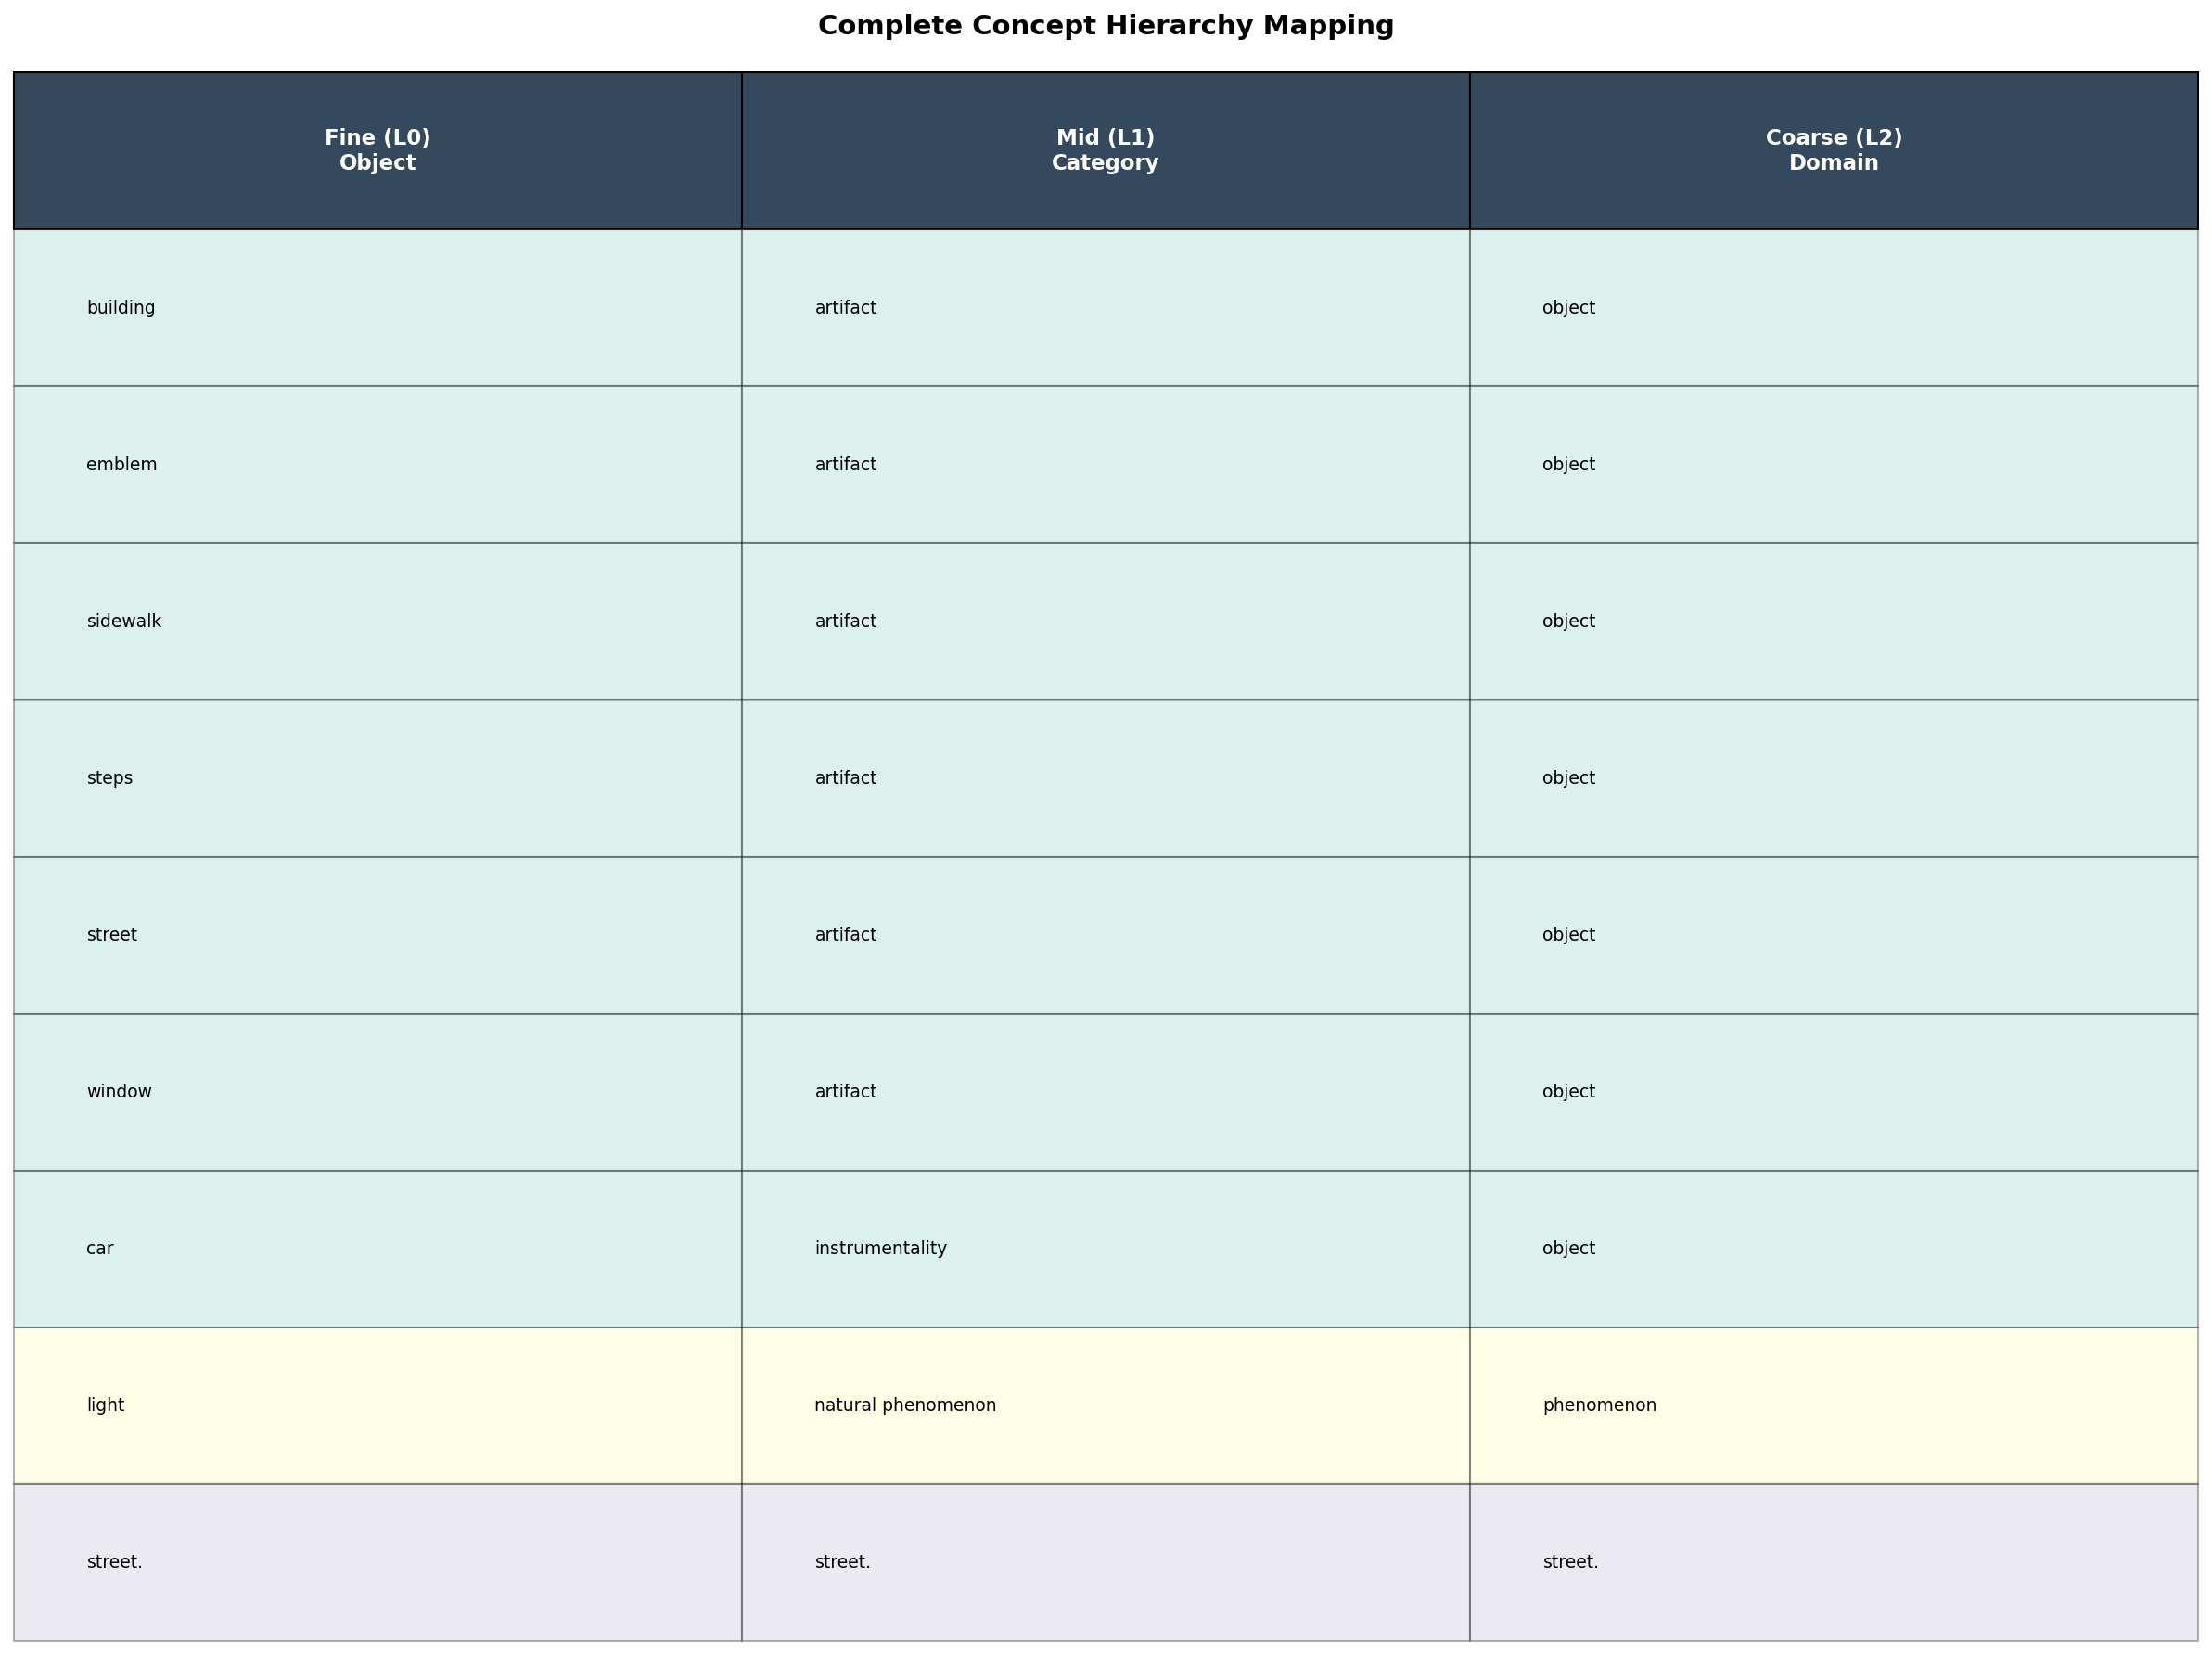 Complete Concept Hierarchy Mapping
Fine (L0) Mid (L1) Coarse (L2)
Object Category Domain
building artifact object
emblem artifact object
sidewalk artifact object
steps artifact object
street artifact object
window artifact object
car instrumentality object
light natural phenomenon phenomenon
street. street. street.